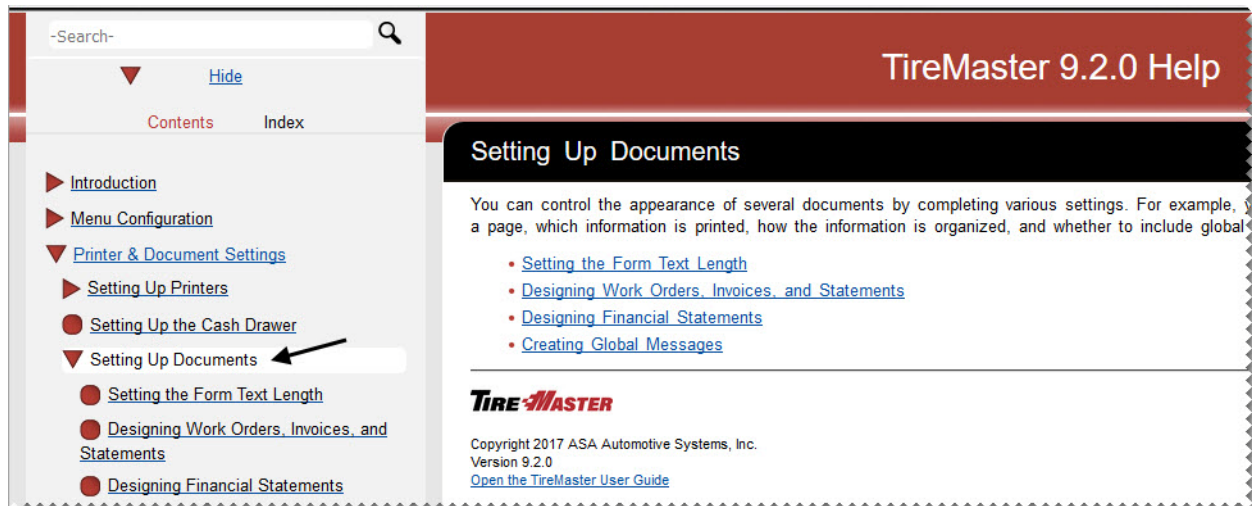 -Search-
Hide
Contents Index
Introduction
Menu Configuration
Printer & Document Settings
Setting Up Printers
Setting Up the Cash Drawer
Setting Up Documents
Setting the Form Text Length
Designing Work Orders, Invoices, and
Statements
Designing Financial Statements
TireMaster 9.2.0 Help
Setting Up Documents
You can control the appearance of several documents by completing various settings. For example,
a page, which information is printed, how the information is organized, and whether to include global
• Setting the Form Text Length
• Designing Work Orders, Invoices, and Statements
• Designing Financial Statements
• Creating Global Messages
TIREMASTER
Copyright 2017 ASA Automotive Systems, Inc.
Version 9.2.0
Open the TireMaster User Guide